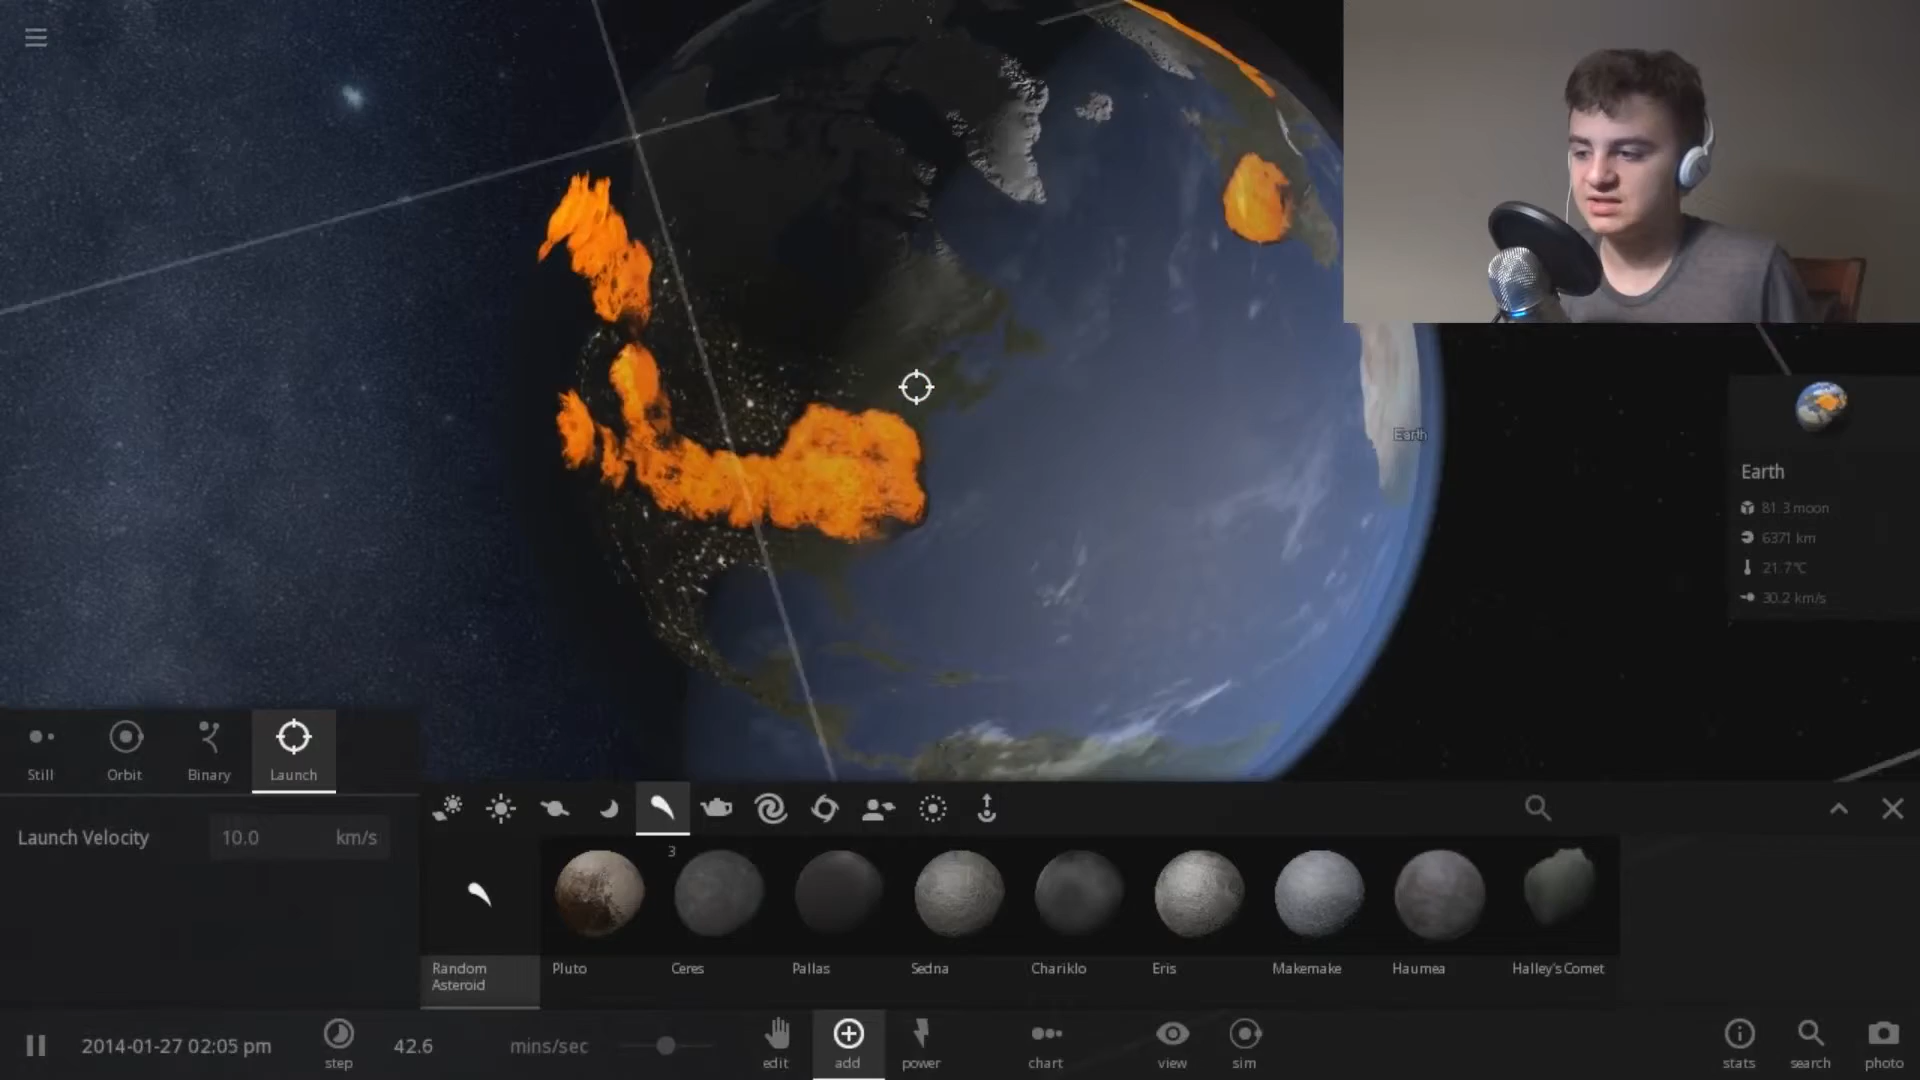 Earth
Earth
81.3 moon
6371 km
21.7°C
30.2 km/s
Still
Orbit
Binary
Launch
Launch Velocity
10.0
km/s
3
Random
Asteroid
Pluto
Ceres
Pallas
Sedna
Chariklo
Eris
Makemake
Haumea
Halley's Comet
2014-01-27 02:05 pm
step
42.6
mins/sec
edit
add
power
chart
view
sim
stats
search
photo